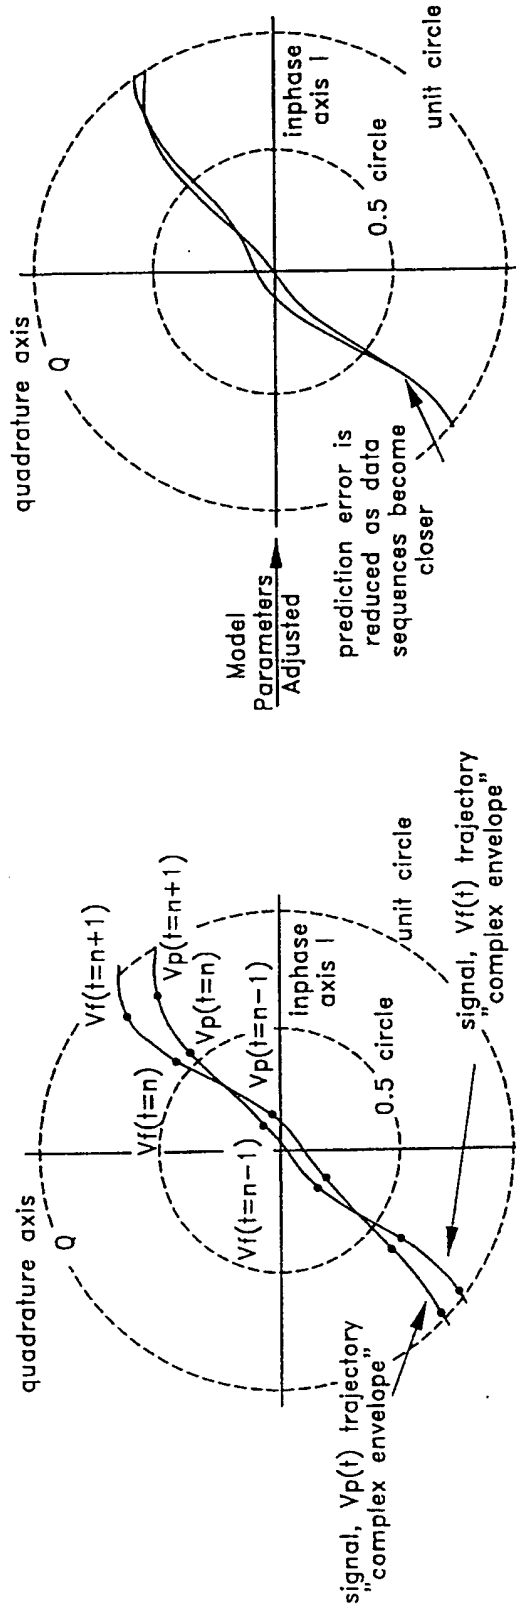 quadrature axis
Q
Vf(t=n+1)
Vf(t=n)
Vp(t=n+1)
Vp(t=n)
Vf(t=n-1)
Vp(t=n-1)
inphase
axis I
0.5 circle
unit circle
signal, Vp(t) trajectory
"complex envelope"
signal, Vf(t) trajectory
"complex envelope"
Model
Parameters
Adjusted
quadrature axis
Q
inphase
axis I
0.5 circle
unit circle
prediction error is
reduced as data
sequences become
closer